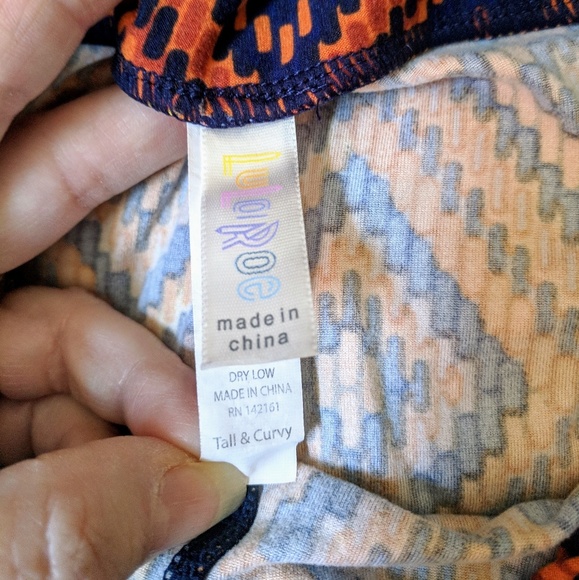 LuLaRoe
made in
china
DRY LOW
MADE IN CHINA
RN 142161
Tall & Curvy